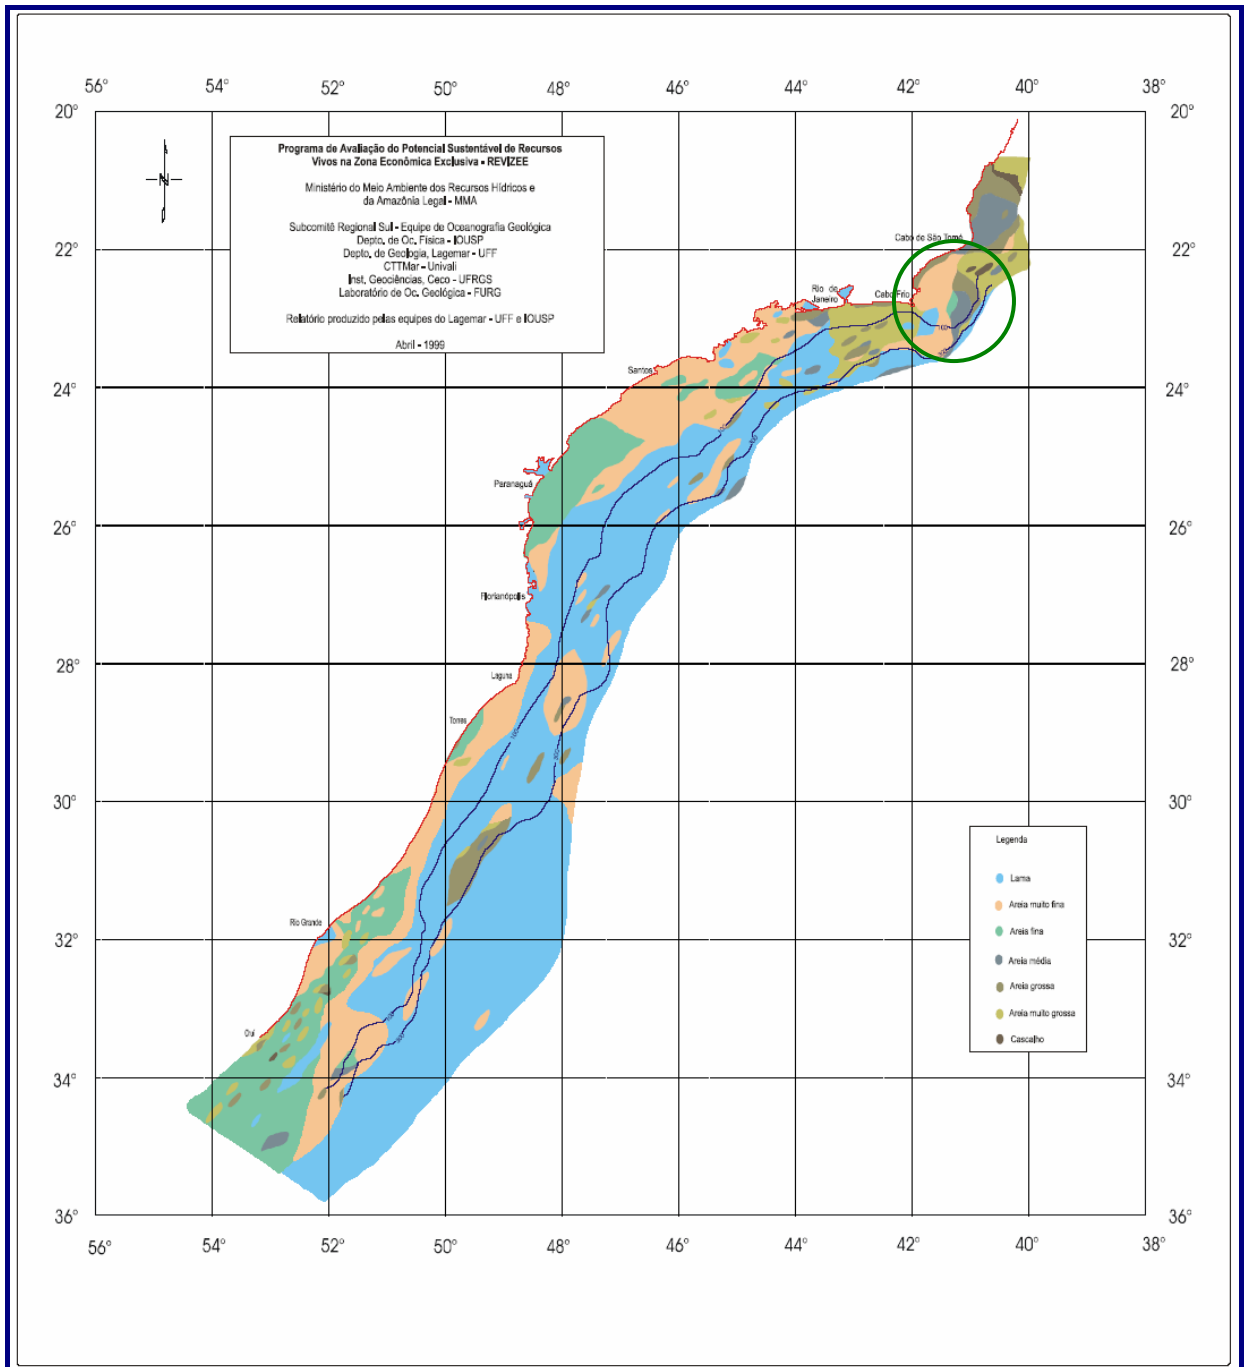 56° 54° 52° 50° 48° 46° 44° 42° 40° 38°
20° 20°
Programa de Avaliação do Potencial Sustentável de Recursos
Vivos na Zona Econômica Exclusiva - REVIZEE
Ministério do Meio Ambiente dos Recursos Hídricos e
da Amazônia Legal - MMA
Subcomitê Regional Sul - Equipe de Oceanografia Geológica
Depto. de Oc. Física - IOUSP
Depto. de Geologia, Lagemar - UFF
CTTMar - Univali
Inst. Geociências, Ceco - UFRGS
Laboratório de Oc. Geológica - FURG
Relatório produzido pelas equipes do Lagemar - UFF e IOUSP
Abril - 1999
N
Cabo de São Tomé
22° 22°
Rio de
Janeiro
Cabo Frio
100
Santos
24° 24°
Paranaguá
26° 26°
Florianópolis
28° 28°
Laguna
Torres
100
30° 30°
Legenda
Lama
Areia muito fina
Areia fina
Areia média
Areia grossa
Areia muito grossa
Cascalho
Rio Grande
32° 32°
34° 34°
36° 36°
56° 54° 52° 50° 48° 46° 44° 42° 40° 38°